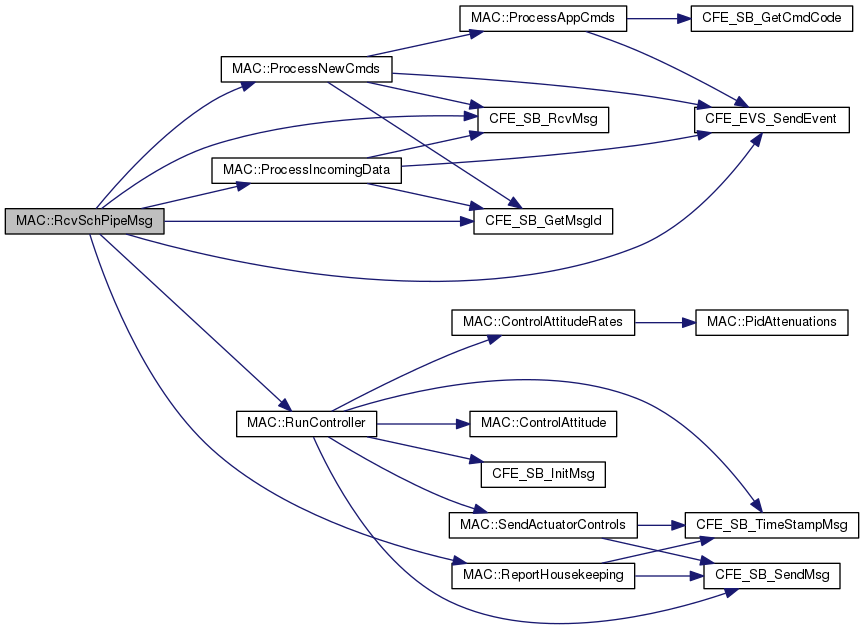 MAC::ProcessAppCmds
CFE_SB_GetCmdCode
MAC::ProcessNewCmds
CFE_SB_RcvMsg
CFE_EVS_SendEvent
MAC::ProcessIncomingData
MAC::RcvSchPipeMsg
CFE_SB_GetMsgId
MAC::ControlAttitudeRates
MAC::PidAttenuations
MAC::RunController
MAC::ControlAttitude
CFE_SB_InitMsg
MAC::SendActuatorControls
CFE_SB_TimeStampMsg
MAC::ReportHousekeeping
CFE_SB_SendMsg